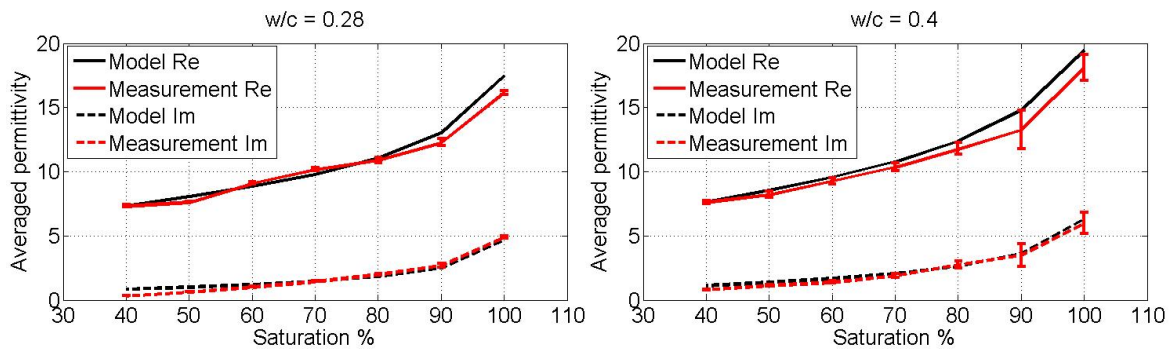 w/c = 0.28
20
15
10
5
0
Averaged permittivity
Model Re
Measurement Re
Model Im
Measurement Im
30 40 50 60 70 80 90 100 110
Saturation %
w/c = 0.4
20
15
10
5
0
Averaged permittivity
Model Re
Measurement Re
Model Im
Measurement Im
30 40 50 60 70 80 90 100 110
Saturation %